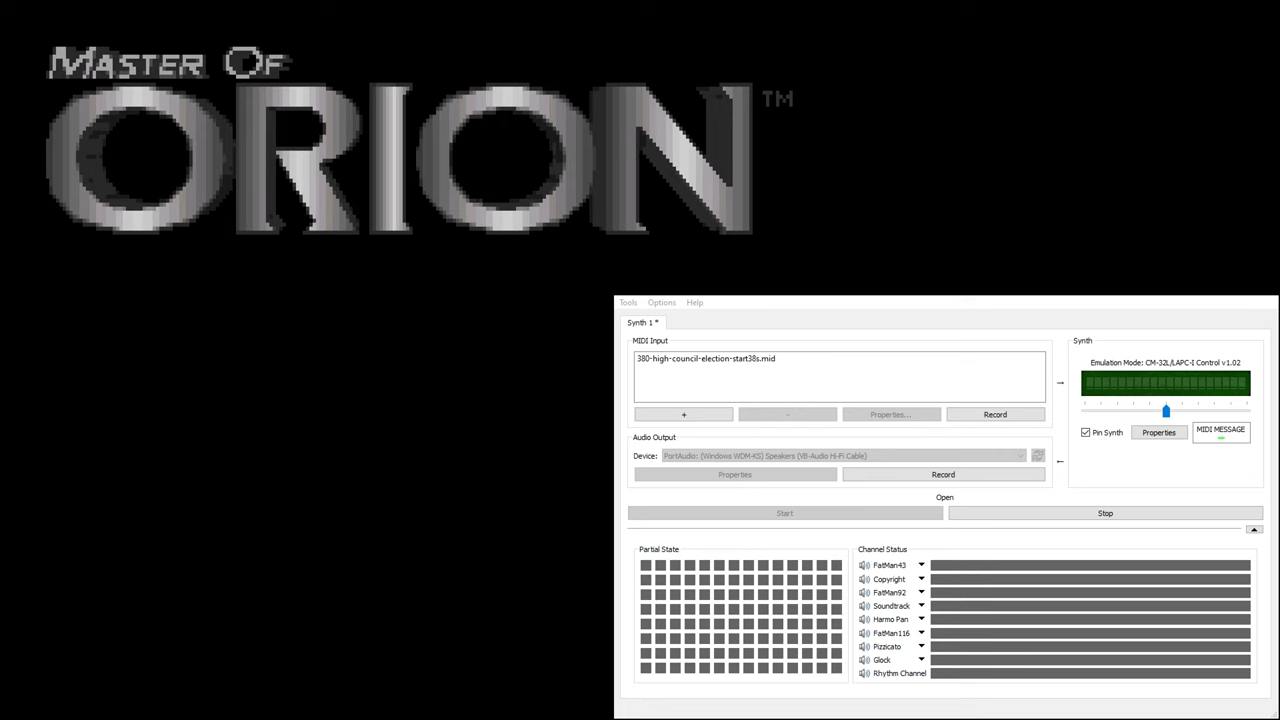 MASTER OF
ORION™
Tools Options Help
Synth 1 *
MIDI Input
380-high-council-election-start38s.mid
+ - Properties... Record
Synth
Emulation Mode: CM-32L/LAPC-I Control v1.02
Pin Synth Properties MIDI MESSAGE
Audio Output
Device: PortAudio: (Windows WDM-KS) Speakers (VB-Audio Hi-Fi Cable)
Properties Record
Open
Start Stop
Partial State
Channel Status
FatMan43
Copyright
FatMan92
Soundtrack
Harmo Pan
FatMan116
Pizzicato
Glock
Rhythm Channel